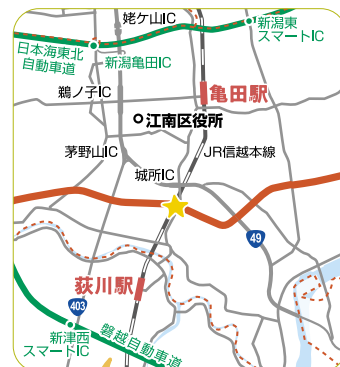 姥ケ山IC
新潟東
スマートIC
日本海東北
自動車道
新潟亀田IC
鵜ノ子IC
亀田駅
江南区役所
茅野山IC
JR信越本線
城所IC
49
荻川駅
403
新津西
スマートIC
磐越自動車道